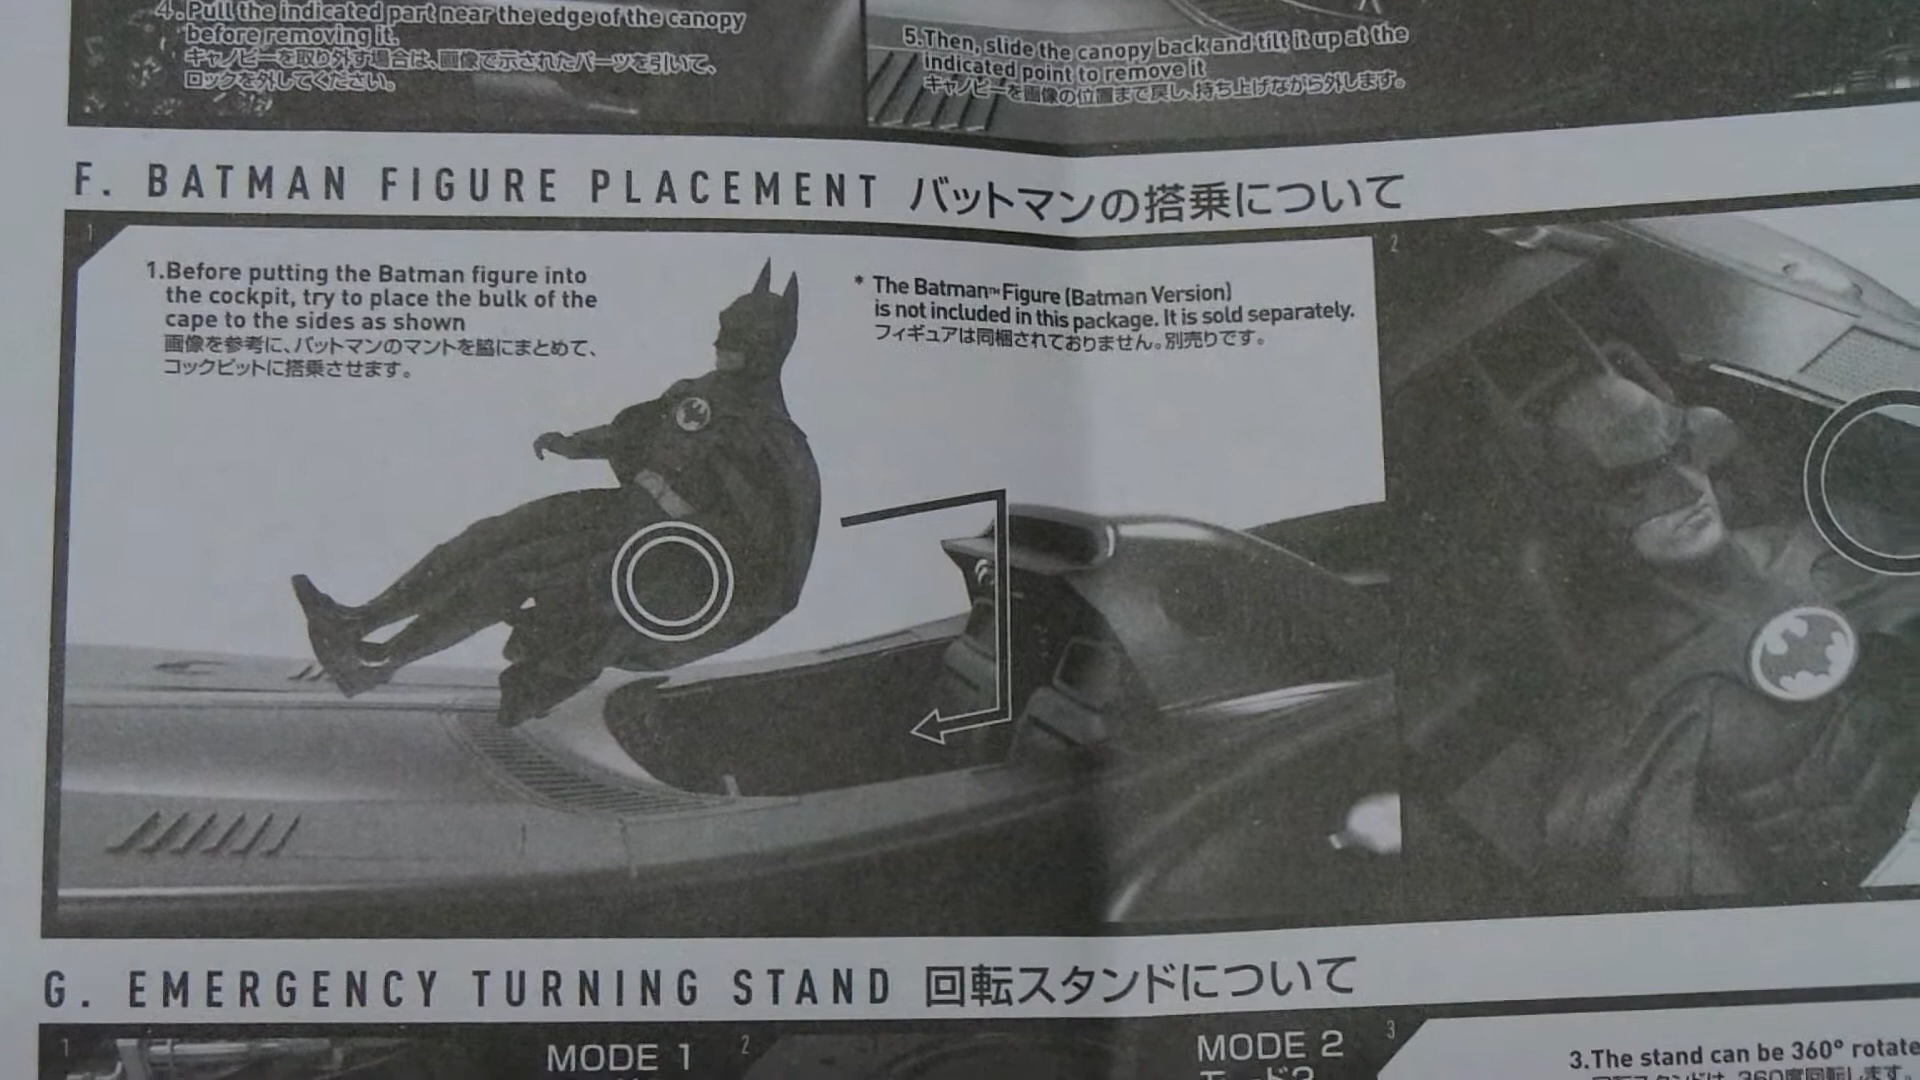 4.Pull the indicated part near the edge of the canopy
before removing it.
キャノピーを取り外す場合は、画像で示されたパーツを引いて、
ロックを外してください。
5.Then, slide the canopy back and tilt it up at the
indicated point to remove it
キャノピーを画像の位置まで戻し、持ち上げながら外します。
F. BATMAN FIGURE PLACEMENT バットマンの搭乗について
1
1.Before putting the Batman figure into
the cockpit, try to place the bulk of the
cape to the sides as shown
画像を参考に、バットマンのマントを脇にまとめて、
コックピットに搭乗させます。
* The Batman™ Figure (Batman Version)
is not included in this package. It is sold separately.
フィギュアは同梱されておりません。別売りです。
2
G. EMERGENCY TURNING STAND 回転スタンドについて
1
MODE 1
2
MODE 2
3
3.The stand can be 360° rotate